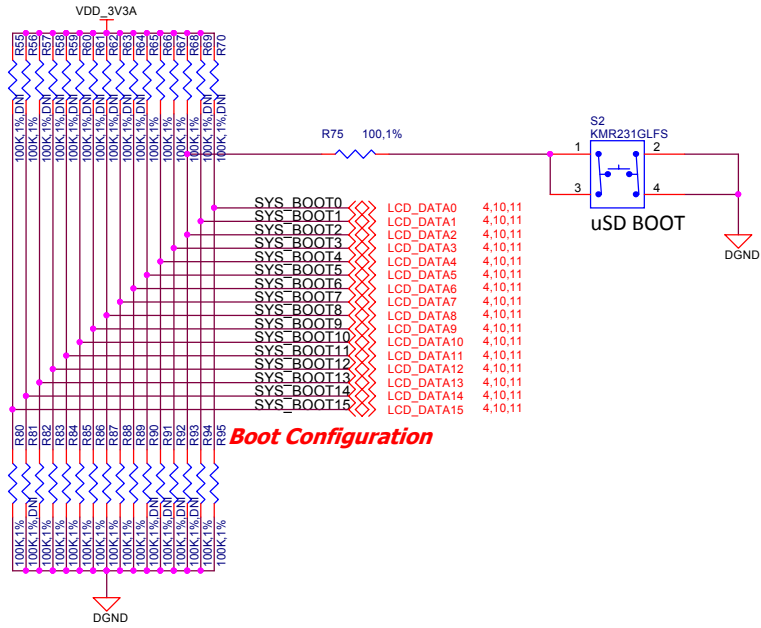 VDD_3V3A
R55
R56
R57
R58
R59
R60
R61
R62
R63
R64
R65
R66
R67
R68
R69
R70
100K,1%,DNI
100K,1%
100K,1%,DNI
100K,1%,DNI
100K,1%,DNI
100K,1%,DNI
100K,1%,DNI
100K,1%,DNI
100K,1%,DNI
100K,1%,DNI
100K,1%,DNI
100K,1%
100K,1%
100K,1%
100K,1%,DNI
100K,1%,DNI
R75 100,1%
S2
KMR231GLFS
1 2
3 4
uSD BOOT
DGND
SYS_BOOT0 LCD_DATA0 4,10,11
SYS_BOOT1 LCD_DATA1 4,10,11
SYS_BOOT2 LCD_DATA2 4,10,11
SYS_BOOT3 LCD_DATA3 4,10,11
SYS_BOOT4 LCD_DATA4 4,10,11
SYS_BOOT5 LCD_DATA5 4,10,11
SYS_BOOT6 LCD_DATA6 4,10,11
SYS_BOOT7 LCD_DATA7 4,10,11
SYS_BOOT8 LCD_DATA8 4,10,11
SYS_BOOT9 LCD_DATA9 4,10,11
SYS_BOOT10 LCD_DATA10 4,10,11
SYS_BOOT11 LCD_DATA11 4,10,11
SYS_BOOT12 LCD_DATA12 4,10,11
SYS_BOOT13 LCD_DATA13 4,10,11
SYS_BOOT14 LCD_DATA14 4,10,11
SYS_BOOT15 LCD_DATA15 4,10,11
Boot Configuration
R80
R81
R82
R83
R84
R85
R86
R87
R88
R89
R90
R91
R92
R93
R94
R95
100K,1%
100K,1%,DNI
100K,1%
100K,1%
100K,1%
100K,1%
100K,1%
100K,1%
100K,1%
100K,1%
100K,1%
100K,1%,DNI
100K,1%,DNI
100K,1%,DNI
100K,1%
100K,1%
DGND